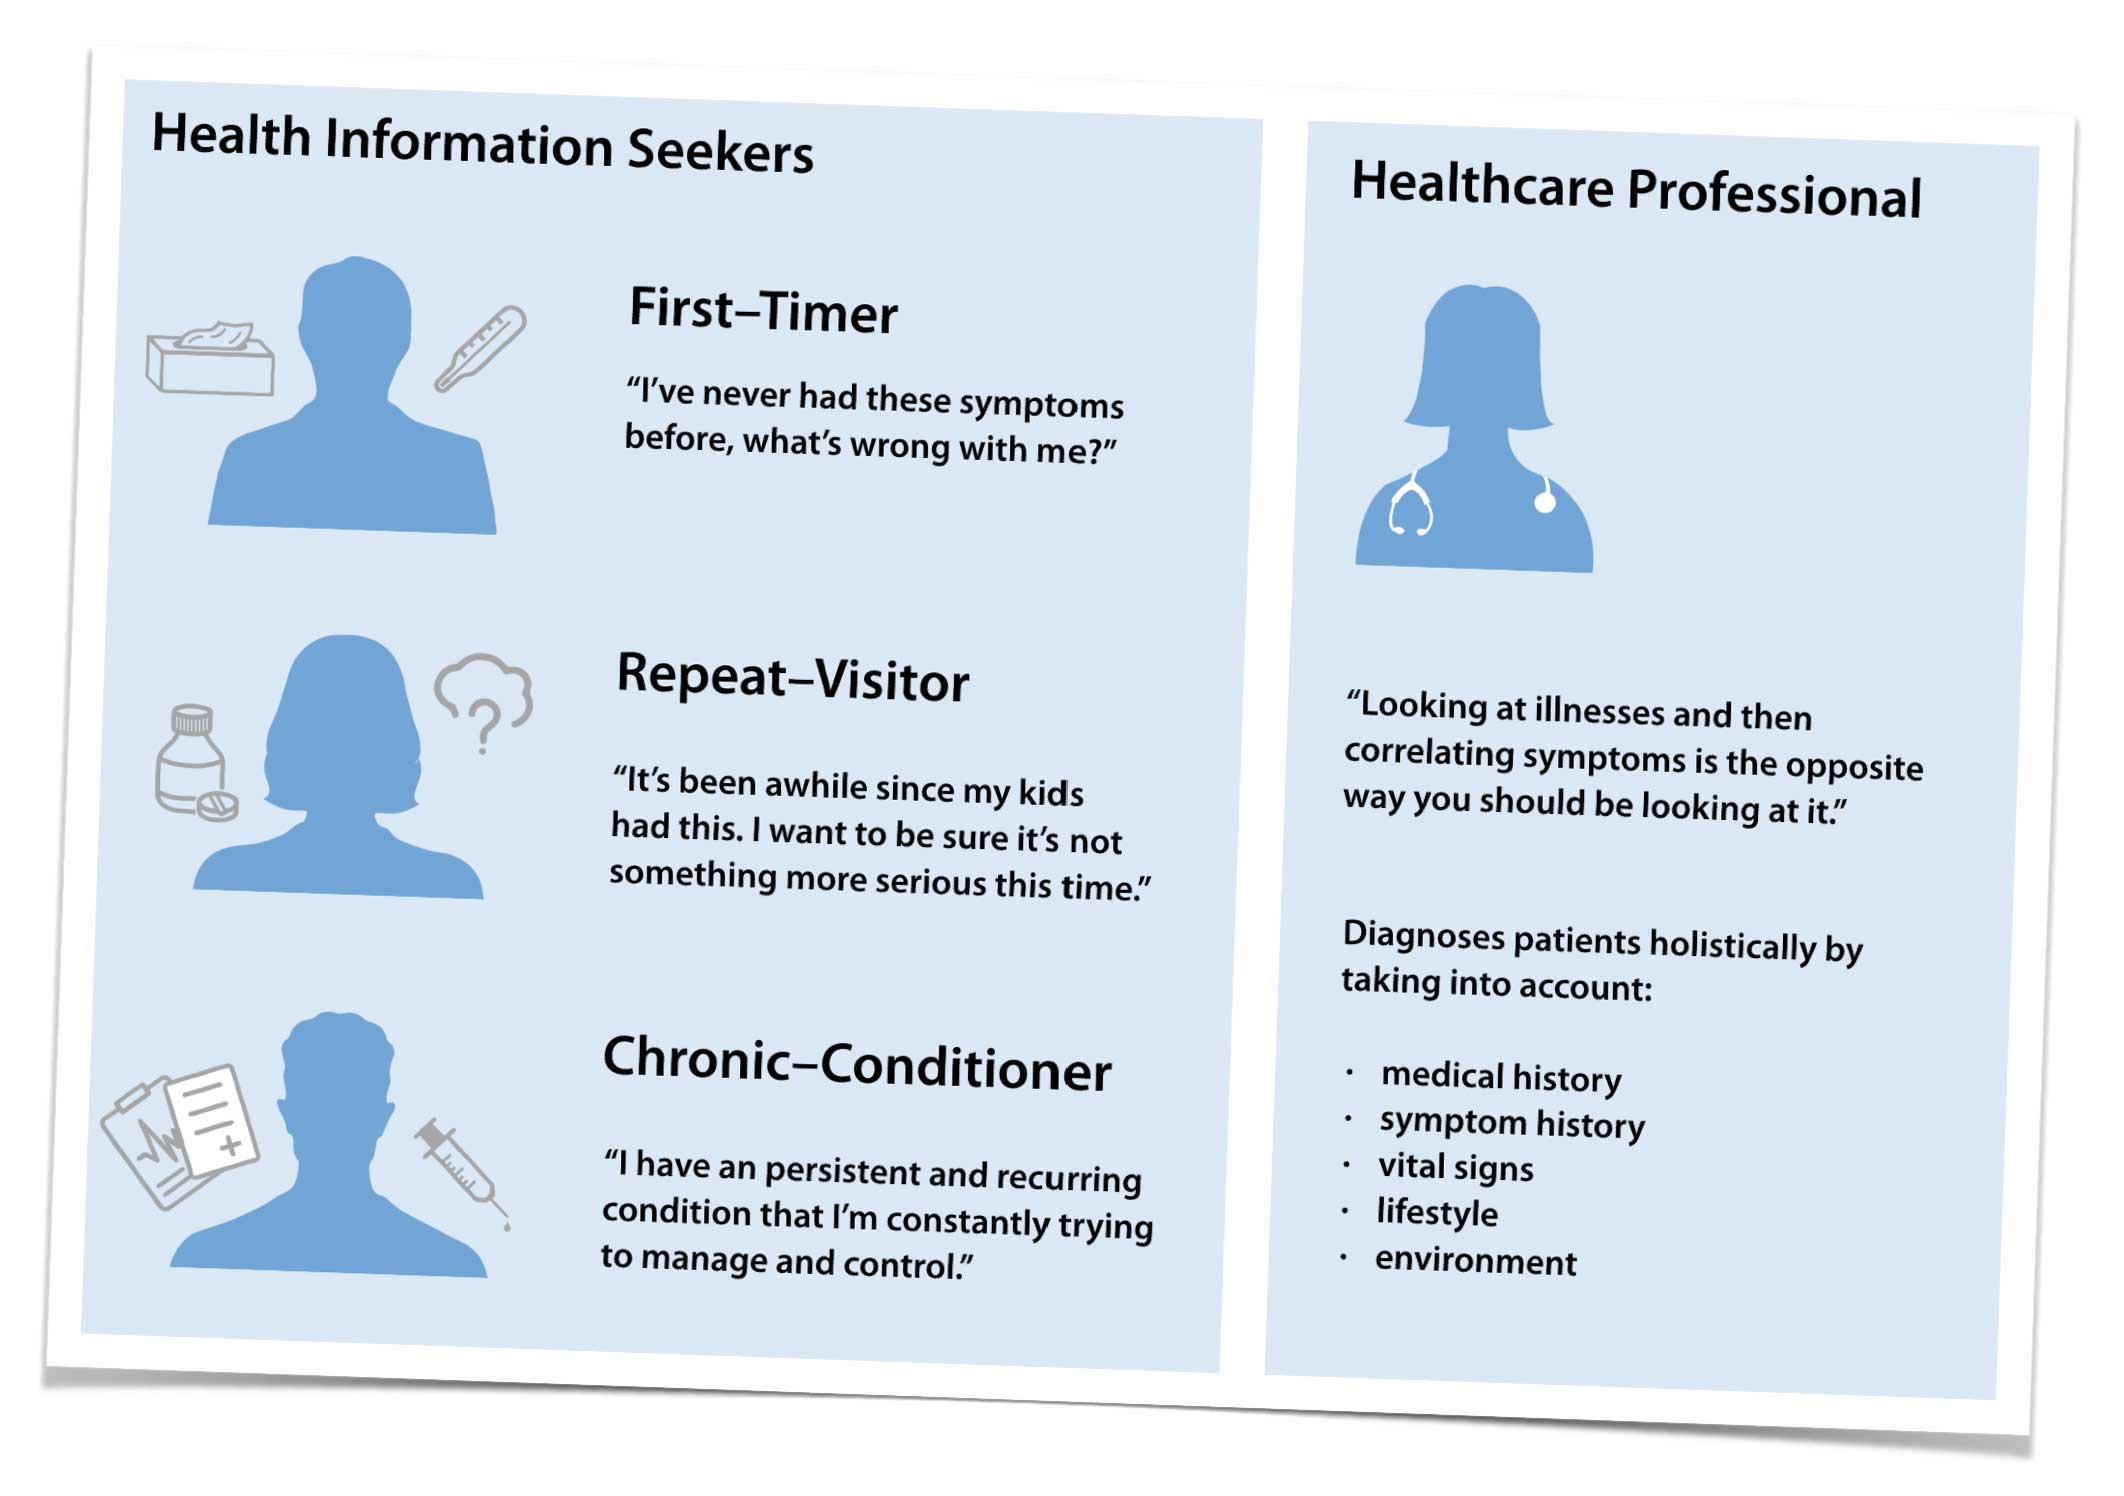 Health Information Seekers
First–Timer
“I’ve never had these symptoms
before, what’s wrong with me?”
Repeat–Visitor
“It’s been awhile since my kids
had this. I want to be sure it’s not
something more serious this time.”
Chronic–Conditioner
“I have an persistent and recurring
condition that I’m constantly trying
to manage and control.”
Healthcare Professional
“Looking at illnesses and then
correlating symptoms is the opposite
way you should be looking at it.”
Diagnoses patients holistically by
taking into account:
· medical history
· symptom history
· vital signs
· lifestyle
· environment